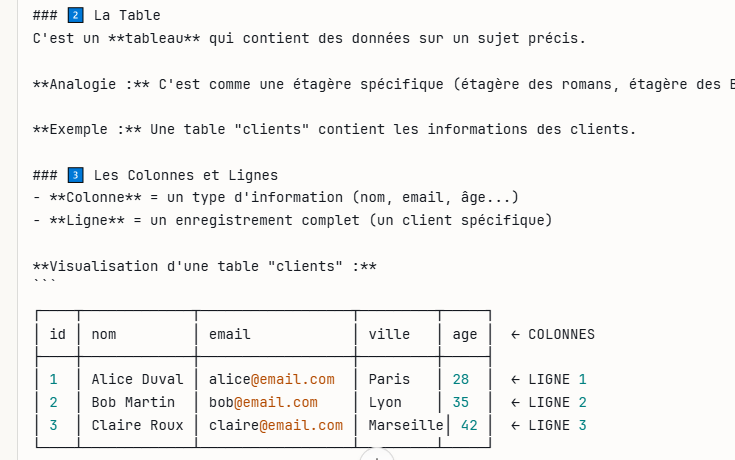 ### 2️⃣ La Table
C'est un **tableau** qui contient des données sur un sujet précis.
**Analogie :** C'est comme une étagère spécifique (étagère des romans, étagère des B
**Exemple :** Une table "clients" contient les informations des clients.
### 3️⃣ Les Colonnes et Lignes
- **Colonne** = un type d'information (nom, email, âge...)
- **Ligne** = un enregistrement complet (un client spécifique)
**Visualisation d'une table "clients" :**
```
┌────┬─────────────┬──────────────────┬─────────┬─────┐
│ id │ nom │ email │ ville │ age │ ← COLONNES
├────┼─────────────┼──────────────────┼─────────┼─────┤
│ 1 │ Alice Duval │ alice@email.com │ Paris │ 28 │ ← LIGNE 1
│ 2 │ Bob Martin │ bob@email.com │ Lyon │ 35 │ ← LIGNE 2
│ 3 │ Claire Roux │ claire@email.com │ Marseille│ 42 │ ← LIGNE 3
└────┴─────────────┴──────────────────┴─────────┴─────┘